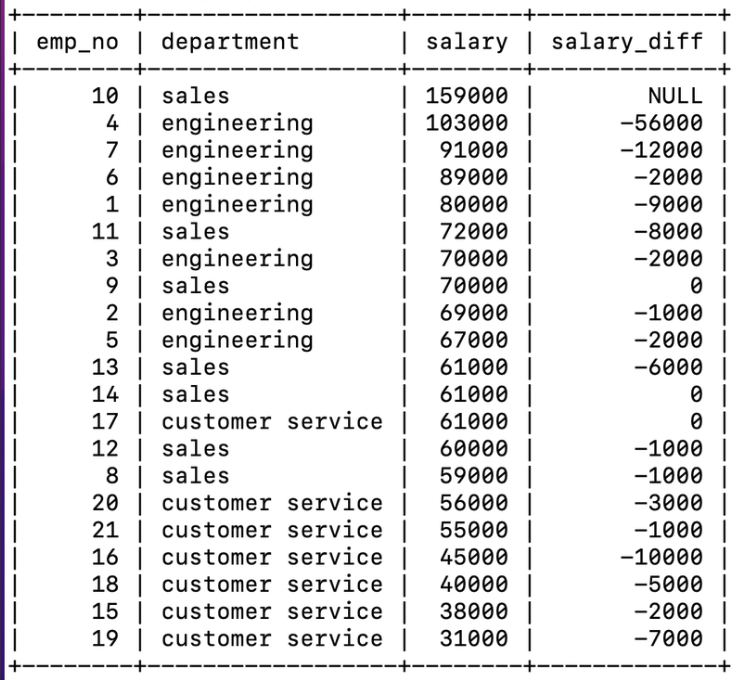 +--------+------------------+--------+-------------+
| emp_no | department       | salary | salary_diff |
+--------+------------------+--------+-------------+
|     10 | sales            | 159000 |        NULL |
|      4 | engineering      | 103000 |      -56000 |
|      7 | engineering      |  91000 |      -12000 |
|      6 | engineering      |  89000 |       -2000 |
|      1 | engineering      |  80000 |       -9000 |
|     11 | sales            |  72000 |       -8000 |
|      3 | engineering      |  70000 |       -2000 |
|      9 | sales            |  70000 |           0 |
|      2 | engineering      |  69000 |       -1000 |
|      5 | engineering      |  67000 |       -2000 |
|     13 | sales            |  61000 |       -6000 |
|     14 | sales            |  61000 |           0 |
|     17 | customer service |  61000 |           0 |
|     12 | sales            |  60000 |       -1000 |
|      8 | sales            |  59000 |       -1000 |
|     20 | customer service |  56000 |       -3000 |
|     21 | customer service |  55000 |       -1000 |
|     16 | customer service |  45000 |      -10000 |
|     18 | customer service |  40000 |       -5000 |
|     15 | customer service |  38000 |       -2000 |
|     19 | customer service |  31000 |       -7000 |
+--------+------------------+--------+-------------+